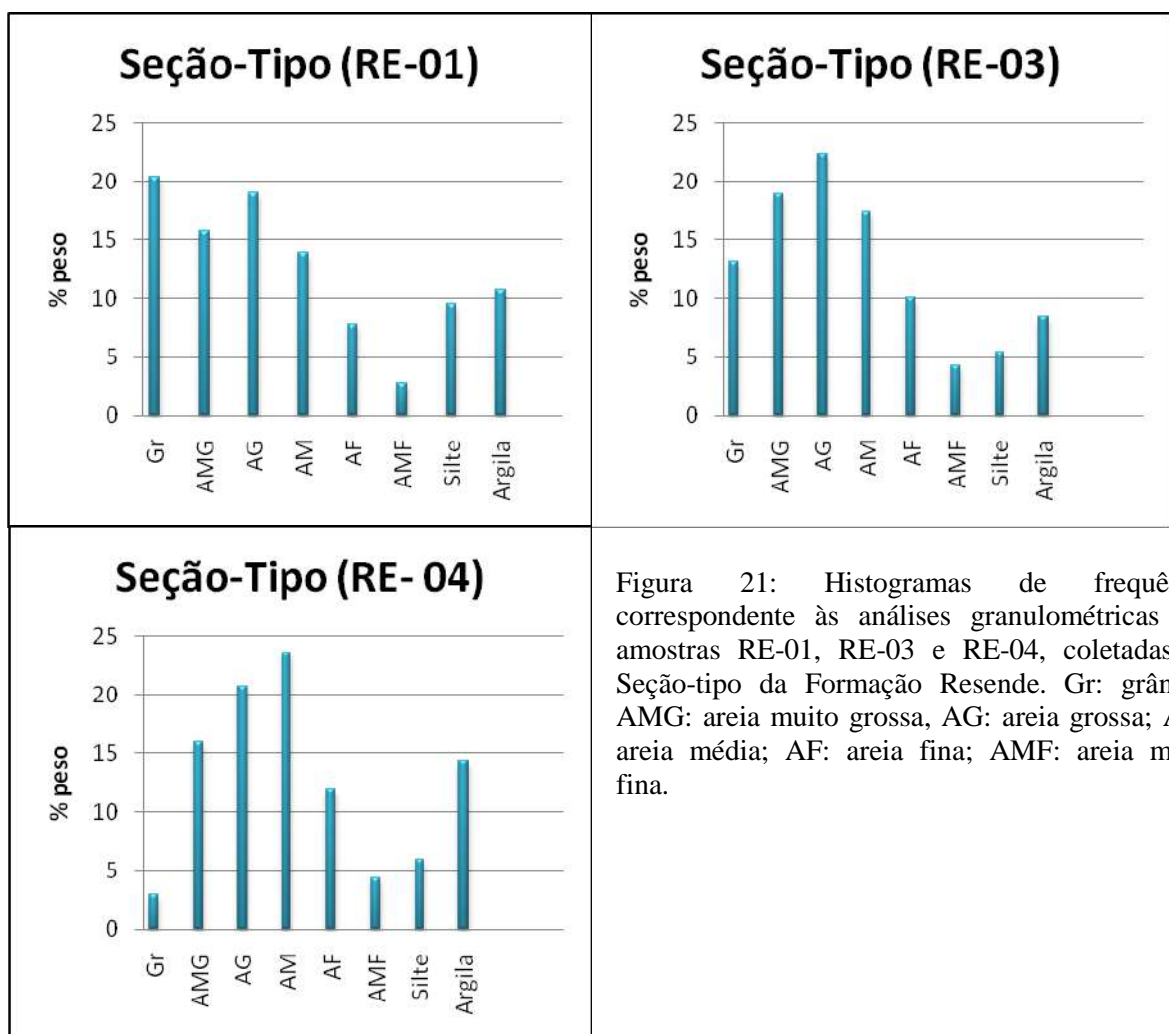 Seção-Tipo (RE-01)
25
20
15
10
5
0
% peso
Gr
AMG
AG
AM
AF
AMF
Silte
Argila
Seção-Tipo (RE-03)
25
20
15
10
5
0
% peso
Gr
AMG
AG
AM
AF
AMF
Silte
Argila
Seção-Tipo (RE- 04)
25
20
15
10
5
0
% peso
Gr
AMG
AG
AM
AF
AMF
Silte
Argila
Figura 21: Histogramas de
correspondente às análises granulométricas
amostras RE-01, RE-03 e RE-04, coletadas
Seção-tipo da Formação Resende. Gr:
AMG: areia muito grossa, AG: areia grossa;
areia média; AF: areia fina; AMF: areia
fina.